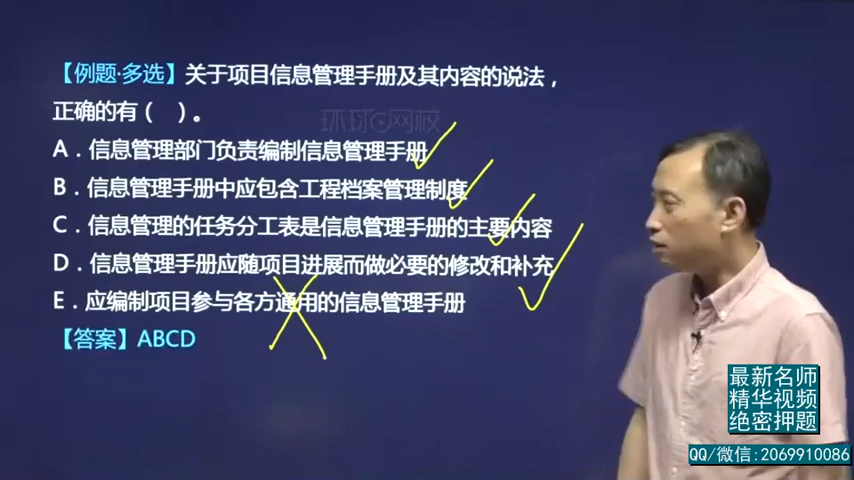 【例题·多选】关于项目信息管理手册及其内容的说法，
正确的有（ ）。
环球网校
A．信息管理部门负责编制信息管理手册
B．信息管理手册中应包含工程档案管理制度
C．信息管理的任务分工表是信息管理手册的主要内容
D．信息管理手册应随项目进展而做必要的修改和补充
E．应编制项目参与各方通用的信息管理手册
【答案】ABCD
最新名师
精华视频
绝密押题
QQ/微信:2069910086